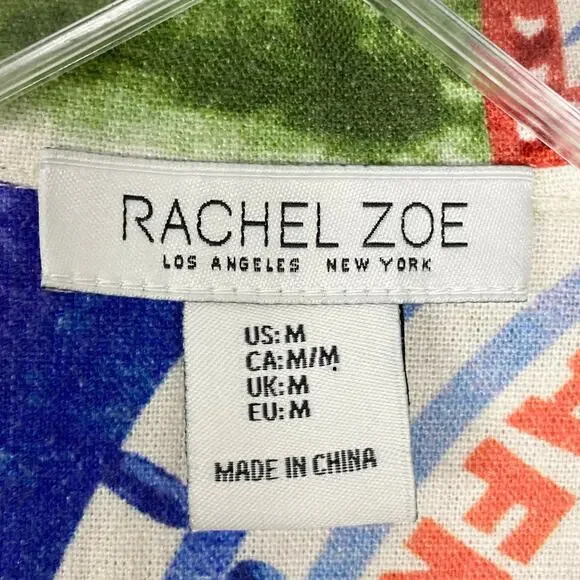 RACHEL ZOE
LOS ANGELES NEW YORK
US: M
CA: M/M
UK: M
EU: M
MADE IN CHINA